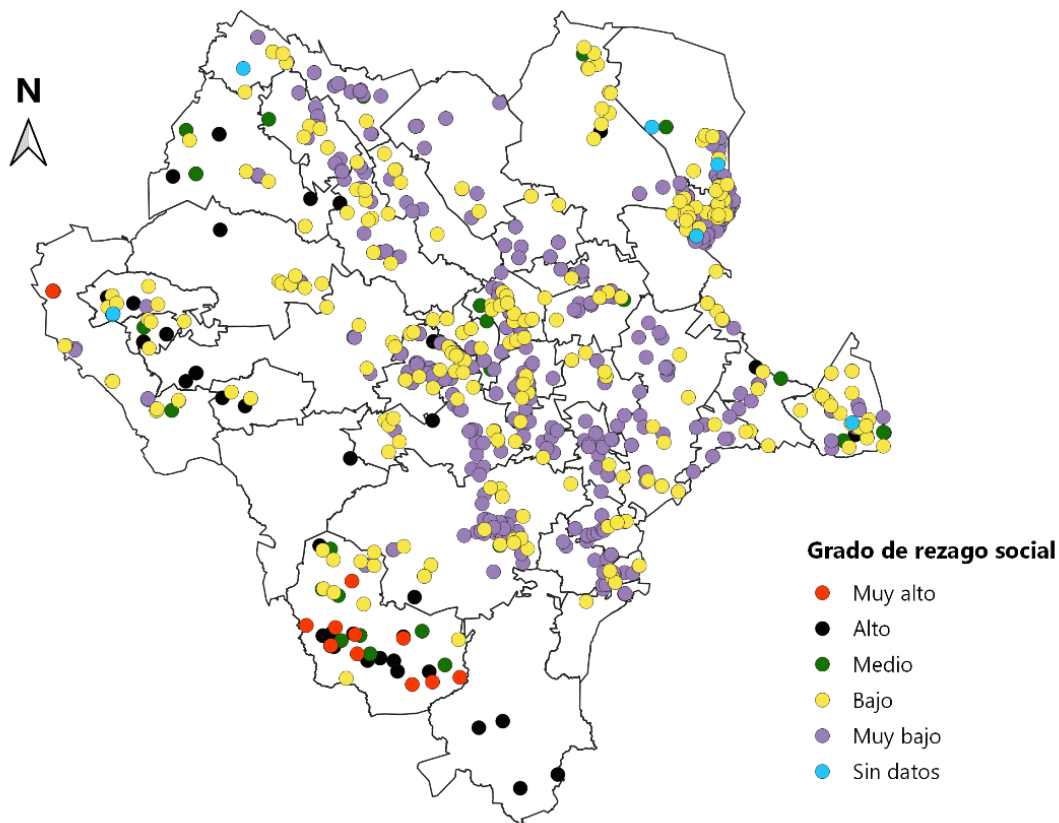 N
Grado de rezago social
Muy alto
Alto
Medio
Bajo
Muy bajo
Sin datos